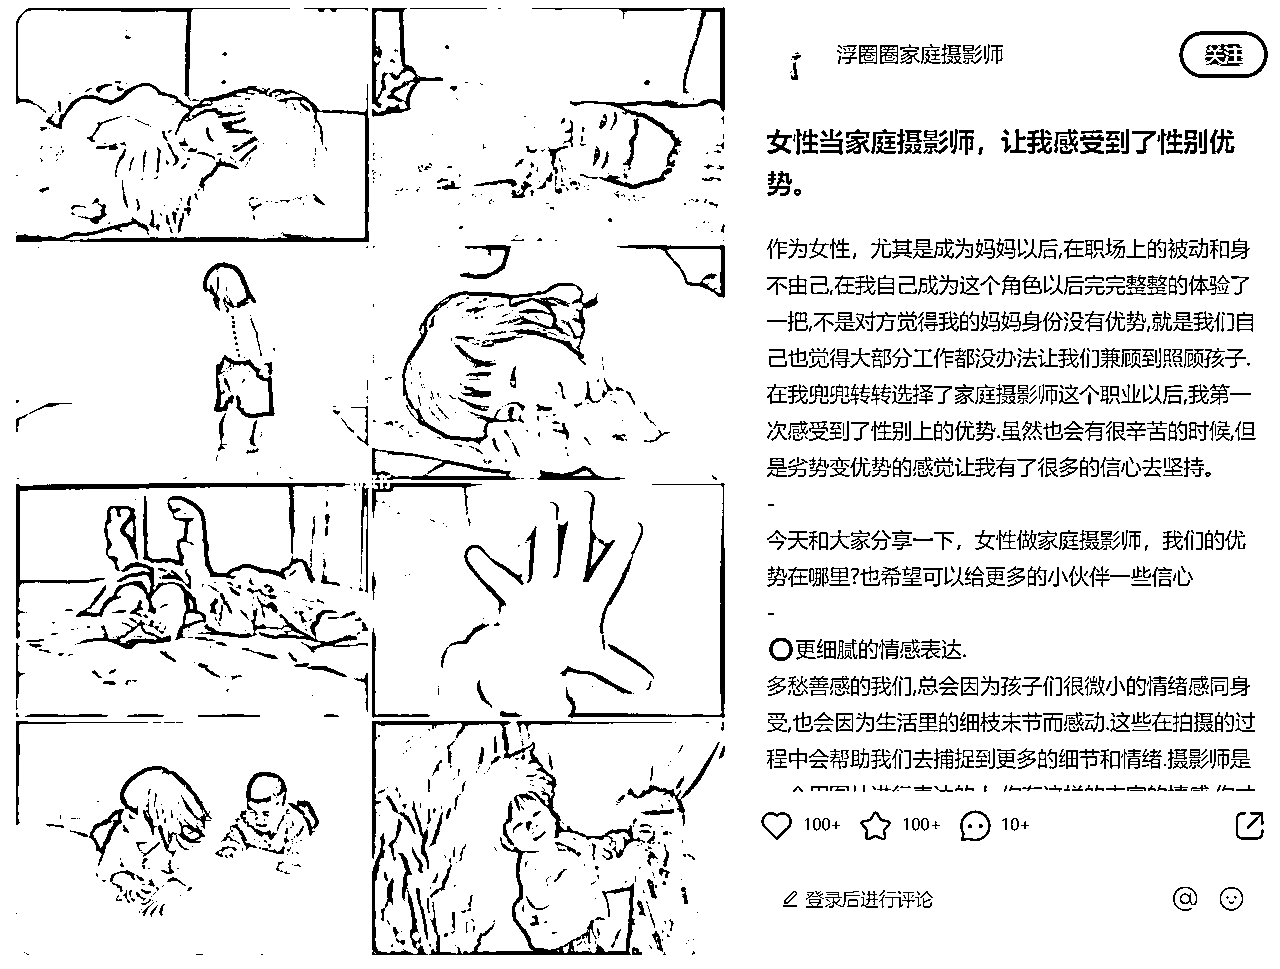 浮圈圈家庭摄影师
关注
女性当家庭摄影师，让我感受到了性别优
势。
作为女性，尤其是成为妈妈以后,在职场上的被动和身
不由己,在我自己成为这个角色以后完完整整的体验了
一把,不是对方觉得我的妈妈身份没有优势,就是我们自
己也觉得大部分工作都没办法让我们兼顾到照顾孩子.
在我兜兜转转选择了家庭摄影师这个职业以后,我第一
次感受到了性别上的优势.虽然也会有很辛苦的时候,但
是劣势变优势的感觉让我有了很多的信心去坚持。
-
今天和大家分享一下，女性做家庭摄影师，我们的优
势在哪里?也希望可以给更多的小伙伴一些信心
-
⭕更细腻的情感表达.
多愁善感的我们,总会因为孩子们很微小的情绪感同身
受,也会因为生活里的细枝末节而感动.这些在拍摄的过
程中会帮助我们去捕捉到更多的细节和情绪.摄影师是
100+
100+
10+
登录后进行评论